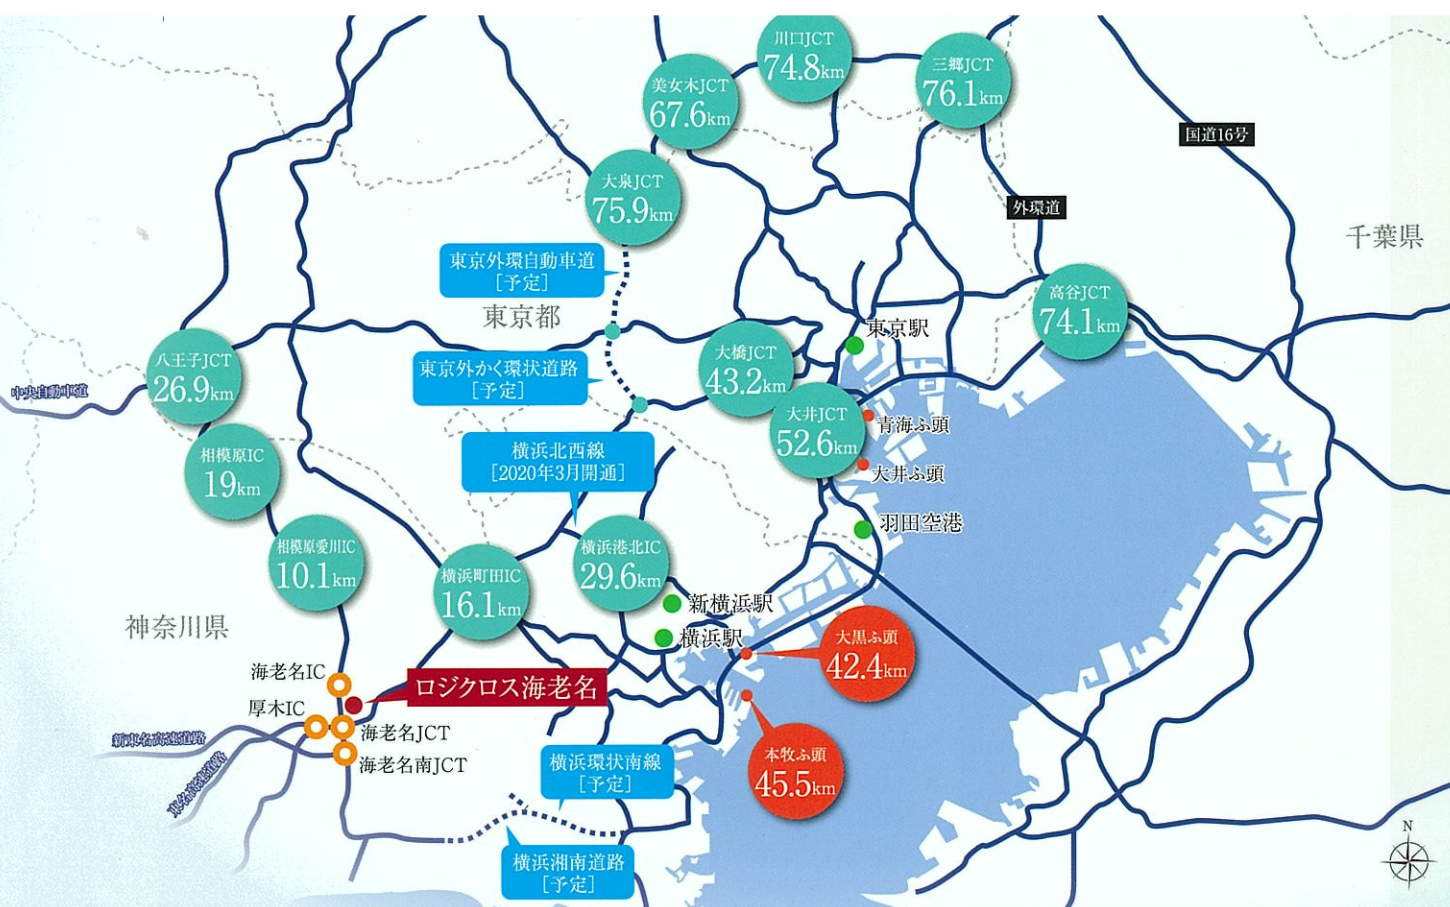 川口JCT
74.8km
三郷JCT
76.1km
美女木JCT
67.6km
国道16号
大泉JCT
75.9km
外環道
千葉県
東京外環自動車道
[予定]
東京都
高谷JCT
74.1km
東京駅
八王子JCT
26.9km
中央自動車道
東京外かく環状道路
[予定]
大橋JCT
43.2km
大井JCT
52.6km
青海ふ頭
大井ふ頭
横浜北西線
[2020年3月開通]
相模原IC
19km
羽田空港
相模原愛川IC
10.1km
横浜町田IC
16.1km
横浜港北IC
29.6km
新横浜駅
横浜駅
神奈川県
大黒ふ頭
42.4km
海老名IC
ロジクロス海老名
厚木IC
海老名JCT
新東名高速道路
海老名南JCT
東名高速道路
横浜環状南線
[予定]
本牧ふ頭
45.5km
横浜湘南道路
[予定]
N